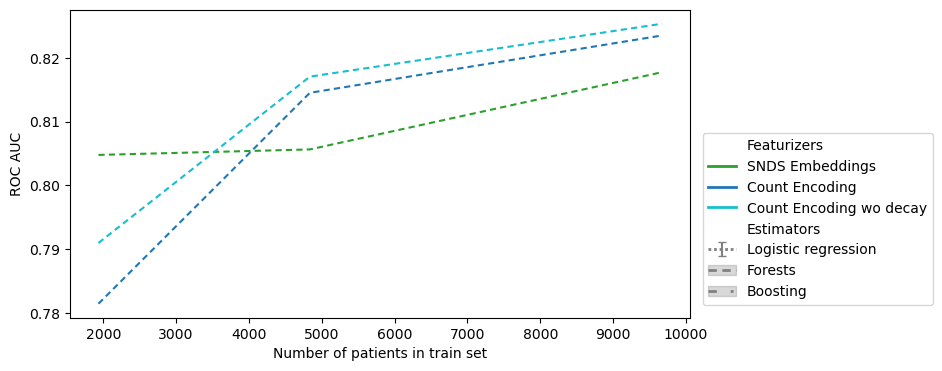 0.82
0.81
0.80
0.79
0.78
ROC AUC
2000 3000 4000 5000 6000 7000 8000 9000 10000
Number of patients in train set
Featurizers
SNDS Embeddings
Count Encoding
Count Encoding wo decay
Estimators
Logistic regression
Forests
Boosting